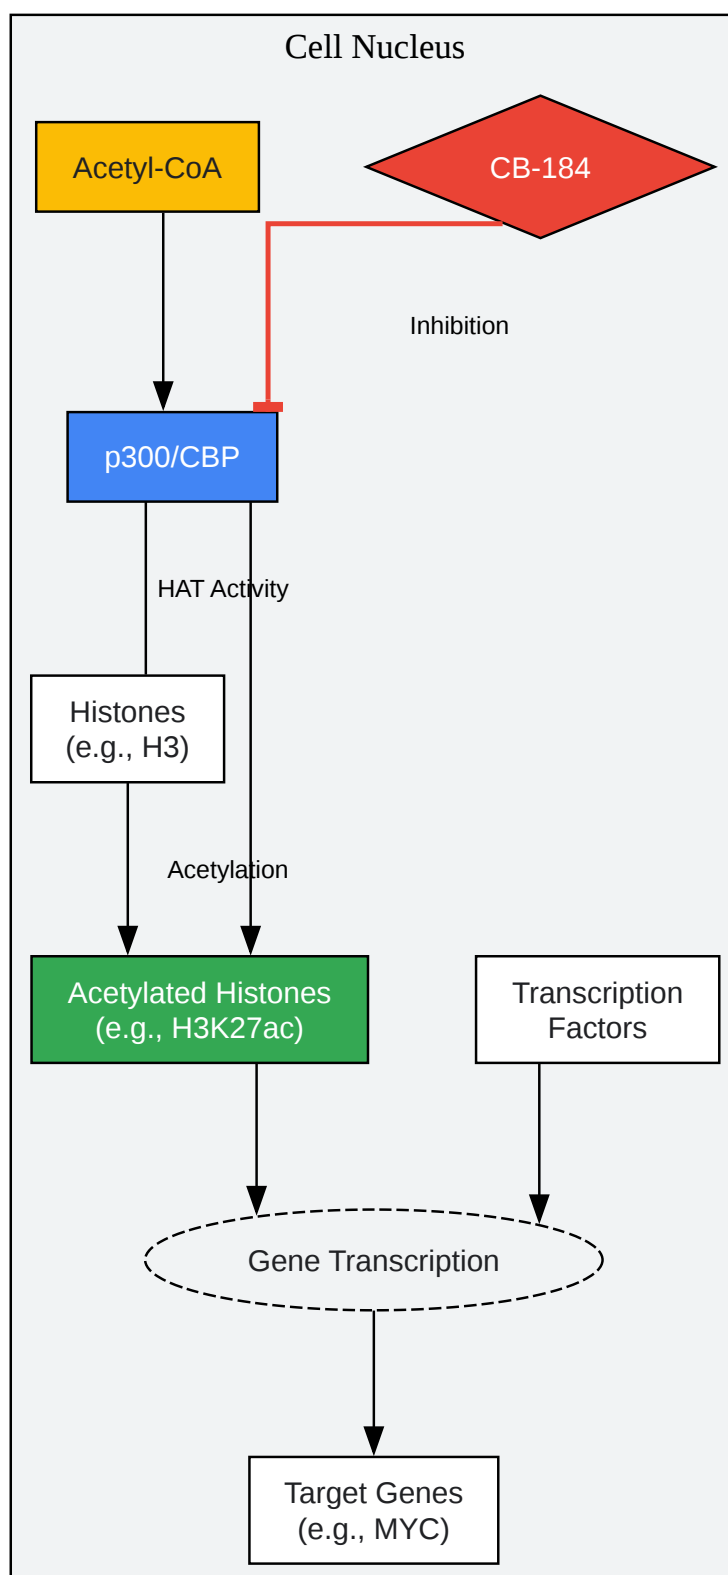 Cell Nucleus
Acetyl-CoA
CB-184
Inhibition
p300/CBP
HAT Activity
Histones
(e.g., H3)
Acetylation
Acetylated Histones
(e.g., H3K27ac)
Transcription
Factors
Gene Transcription
Target Genes
(e.g., MYC)